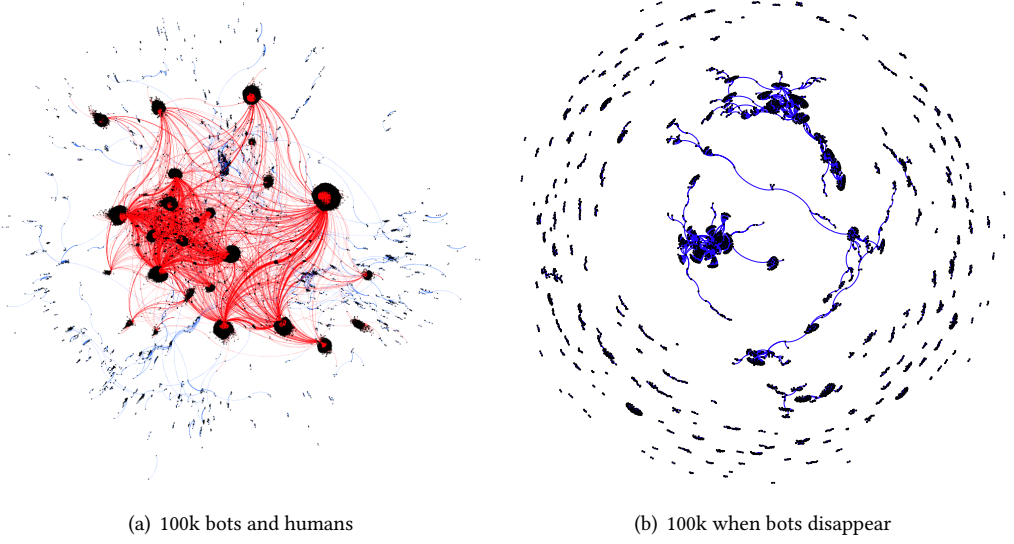 (a) 100k bots and humans
(b) 100k when bots disappear